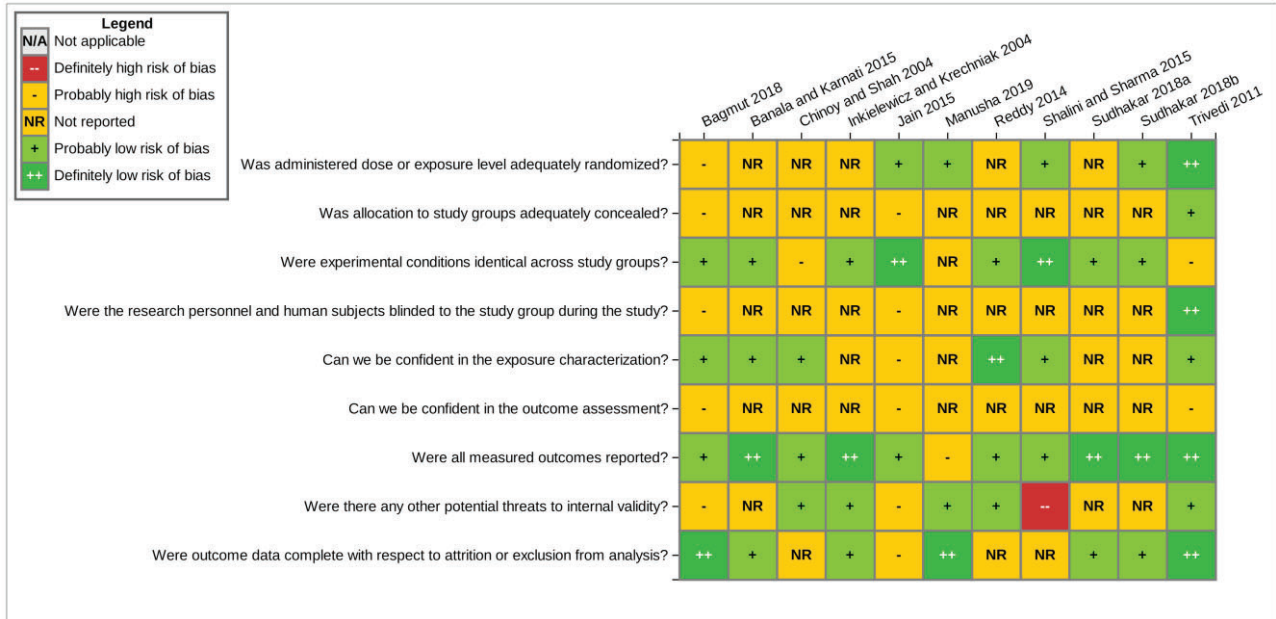 Legend
N/A Not applicable
-- Definitely high risk of bias
- Probably high risk of bias
NR Not reported
+ Probably low risk of bias
++ Definitely low risk of bias
Bagmut 2018
Banala and Karnati 2015
Chinoy and Shah 2004
Inkielewicz and Krechniak 2004
Jain 2015
Manusha 2019
Reddy 2014
Shalini and Sharma 2015
Sudhakar 2018a
Sudhakar 2018b
Trivedi 2011
Was administered dose or exposure level adequately randomized? - NR NR NR + + NR + NR + ++
Was allocation to study groups adequately concealed? - NR NR NR - NR NR NR NR NR +
Were experimental conditions identical across study groups? + + - + ++ NR + ++ + + -
Were the research personnel and human subjects blinded to the study group during the study? - NR NR NR - NR NR NR NR NR ++
Can we be confident in the exposure characterization? + + + NR - NR ++ + NR NR +
Can we be confident in the outcome assessment? - NR NR NR - NR NR NR NR NR -
Were all measured outcomes reported? + ++ + ++ + - + + ++ ++ ++
Were there any other potential threats to internal validity? - NR + + - + + -- NR NR +
Were outcome data complete with respect to attrition or exclusion from analysis? ++ + NR + - ++ NR NR + + ++